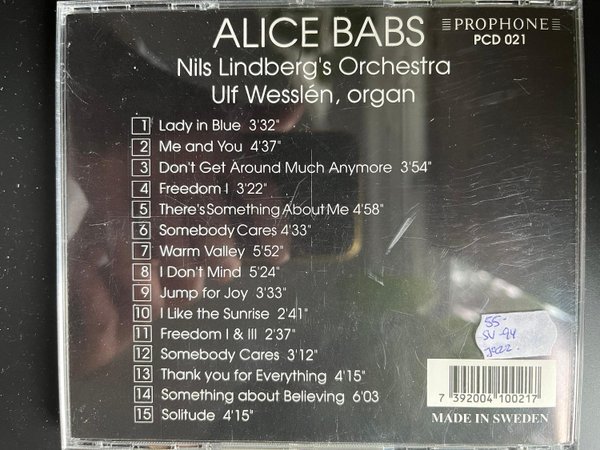 ALICE BABS
PROPHONE
PCD 021
Nils Lindberg's Orchestra
Ulf Wesslén, organ
1 Lady in Blue 3'32"
2 Me and You 4'37"
3 Don't Get Around Much Anymore 3'54"
4 Freedom I 3'22"
5 There's Something About Me 4'58"
6 Somebody Cares 4'33"
7 Warm Valley 5'52"
8 I Don't Mind 5'24"
9 Jump for Joy 3'33"
10 I Like the Sunrise 2'41"
11 Freedom I & III 2'37"
12 Somebody Cares 3'12"
13 Thank you for Everything 4'15"
14 Something about Believing 6'03
15 Solitude 4'15"
55-
SV -94
7 392004 100217
MADE IN SWEDEN